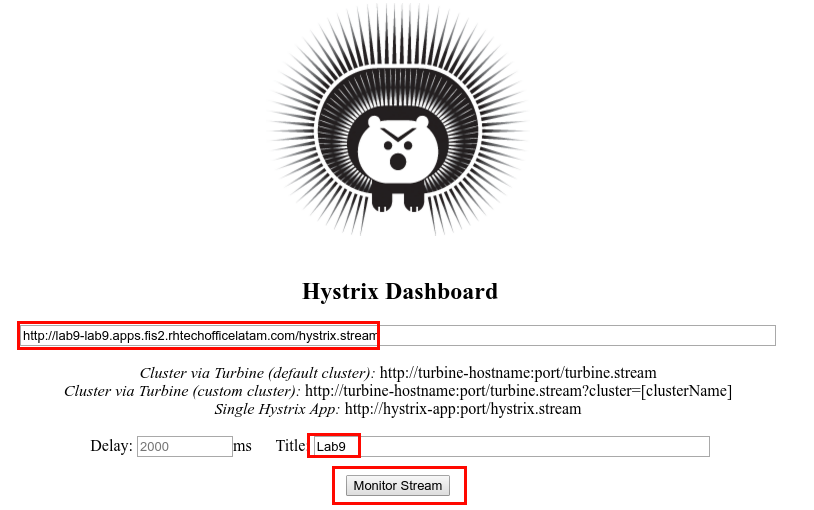 Hystrix Dashboard
http://lab9-lab9.apps.fis2.rhtechofficelatam.com/hystrix.stream
Cluster via Turbine (default cluster): http://turbine-hostname:port/turbine.stream
Cluster via Turbine (custom cluster): http://turbine-hostname:port/turbine.stream?cluster=[clusterName]
Single Hystrix App: http://hystrix-app:port/hystrix.stream
Delay: 2000 ms Title: Lab9
Monitor Stream